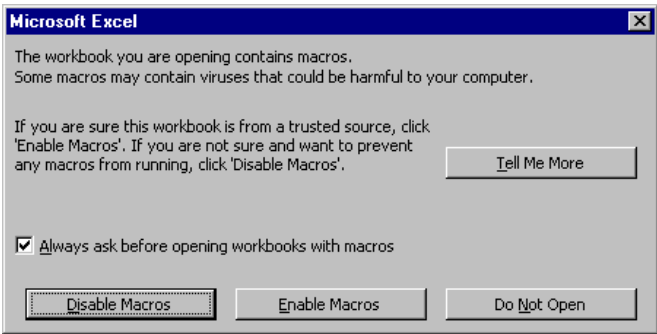 Microsoft Excel
The workbook you are opening contains macros.
Some macros may contain viruses that could be harmful to your computer.
If you are sure this workbook is from a trusted source, click
'Enable Macros'. If you are not sure and want to prevent
any macros from running, click 'Disable Macros'.
Tell Me More
Always ask before opening workbooks with macros
Disable Macros
Enable Macros
Do Not Open